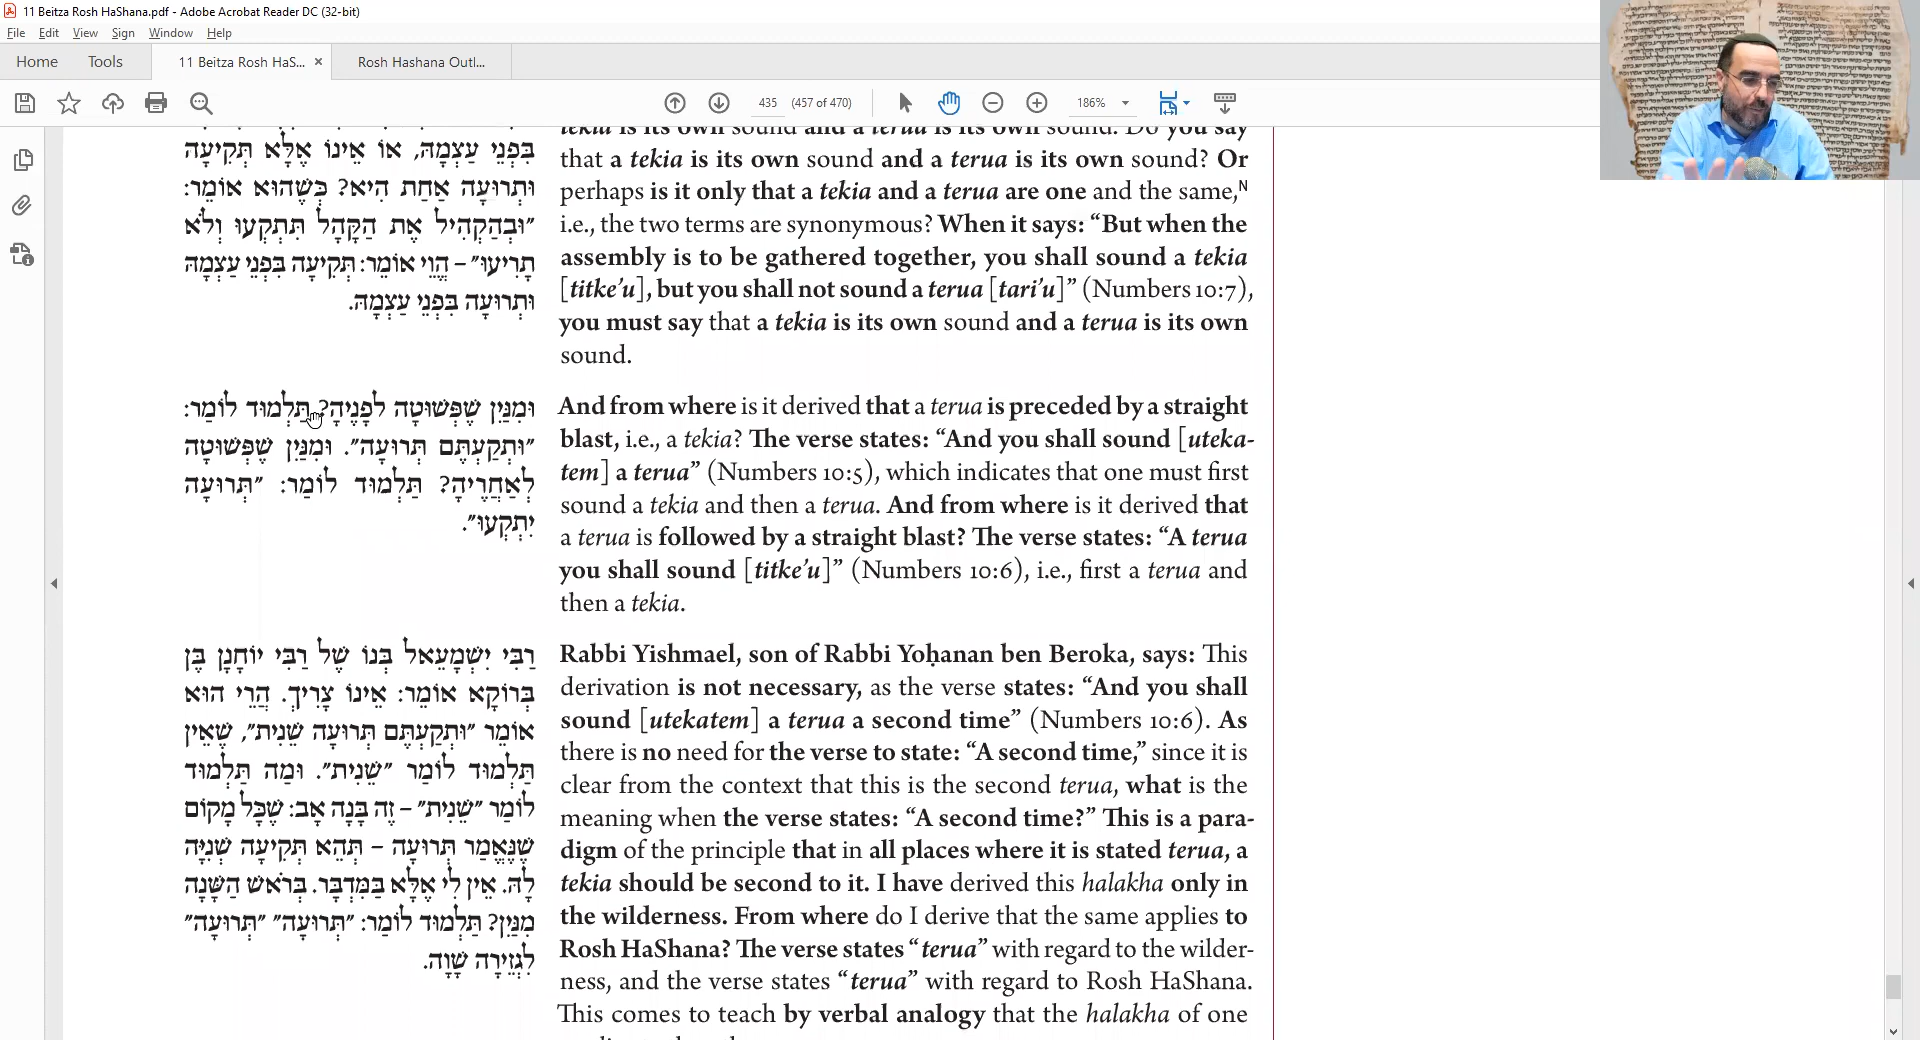 11 Beitza Rosh HaShana.pdf - Adobe Acrobat Reader DC (32-bit)
File Edit View Sign Window Help
Home Tools 11 Beitza Rosh HaS... × Rosh Hashana Outl...
435 (457 of 470) 186%
tekia is its own sound and a terua is its own sound. Do you say
that a tekia is its own sound and a terua is its own sound? Or
perhaps is it only that a tekia and a terua are one and the same,N
i.e., the two terms are synonymous? When it says: “But when the
assembly is to be gathered together, you shall sound a tekia
[titke’u], but you shall not sound a terua [tari’u]” (Numbers 10:7),
you must say that a tekia is its own sound and a terua is its own
sound.
בִּפְנֵי עַצְמָהּ, אוֹ אֵינוֹ אֶלָּא תְּקִיעָה
וּתְרוּעָה אַחַת הִיא? כְּשֶׁהוּא אוֹמֵר:
״וּבְהַקְהִיל אֶת הַקָּהָל תִּתְקְעוּ וְלֹא
תָרִיעוּ״ – הֱוֵי אוֹמֵר: תְּקִיעָה בִּפְנֵי עַצְמָהּ
וּתְרוּעָה בִּפְנֵי עַצְמָהּ.
And from where is it derived that a terua is preceded by a straight
blast, i.e., a tekia? The verse states: “And you shall sound [uteka-
tem] a terua” (Numbers 10:5), which indicates that one must first
sound a tekia and then a terua. And from where is it derived that
a terua is followed by a straight blast? The verse states: “A terua
you shall sound [titke’u]” (Numbers 10:6), i.e., first a terua and
then a tekia.
וּמִנַּיִן שֶׁפְּשׁוּטָה לְפָנֶיהָ? תַּלְמוּד לוֹמַר:
״וּתְקַעְתֶּם תְּרוּעָה״. וּמִנַּיִן שֶׁפְּשׁוּטָה
לְאַחֲרֶיהָ? תַּלְמוּד לוֹמַר: ״תְּרוּעָה
יִתְקְעוּ״.
Rabbi Yishmael, son of Rabbi Yoḥanan ben Beroka, says: This
derivation is not necessary, as the verse states: “And you shall
sound [utekatem] a terua a second time” (Numbers 10:6). As
there is no need for the verse to state: “A second time,” since it is
clear from the context that this is the second terua, what is the
meaning when the verse states: “A second time?” This is a para-
digm of the principle that in all places where it is stated terua, a
tekia should be second to it. I have derived this halakha only in
the wilderness. From where do I derive that the same applies to
Rosh HaShana? The verse states “terua” with regard to the wilder-
ness, and the verse states “terua” with regard to Rosh HaShana.
This comes to teach by verbal analogy that the halakha of one
רַבִּי יִשְׁמָעֵאל בְּנוֹ שֶׁל רַבִּי יוֹחָנָן בֶּן
בְּרוֹקָא אוֹמֵר: אֵינוֹ צָרִיךְ. הֲרֵי הוּא
אוֹמֵר ״וּתְקַעְתֶּם תְּרוּעָה שֵׁנִית״, שֶׁאֵין
תַּלְמוּד לוֹמַר ״שֵׁנִית״. וּמַה תַּלְמוּד
לוֹמַר ״שֵׁנִית״ – זֶה בָּנָה אָב: שֶׁכָּל מָקוֹם
שֶׁנֶּאֱמַר תְּרוּעָה – תְּהֵא תְּקִיעָה שְׁנִיָּה
לָהּ. אֵין לִי אֶלָּא בַּמִּדְבָּר. בְּרֹאשׁ הַשָּׁנָה
מִנַּיִן? תַּלְמוּד לוֹמַר: ״תְּרוּעָה״ ״תְּרוּעָה״
לִגְזֵירָה שָׁוָה.